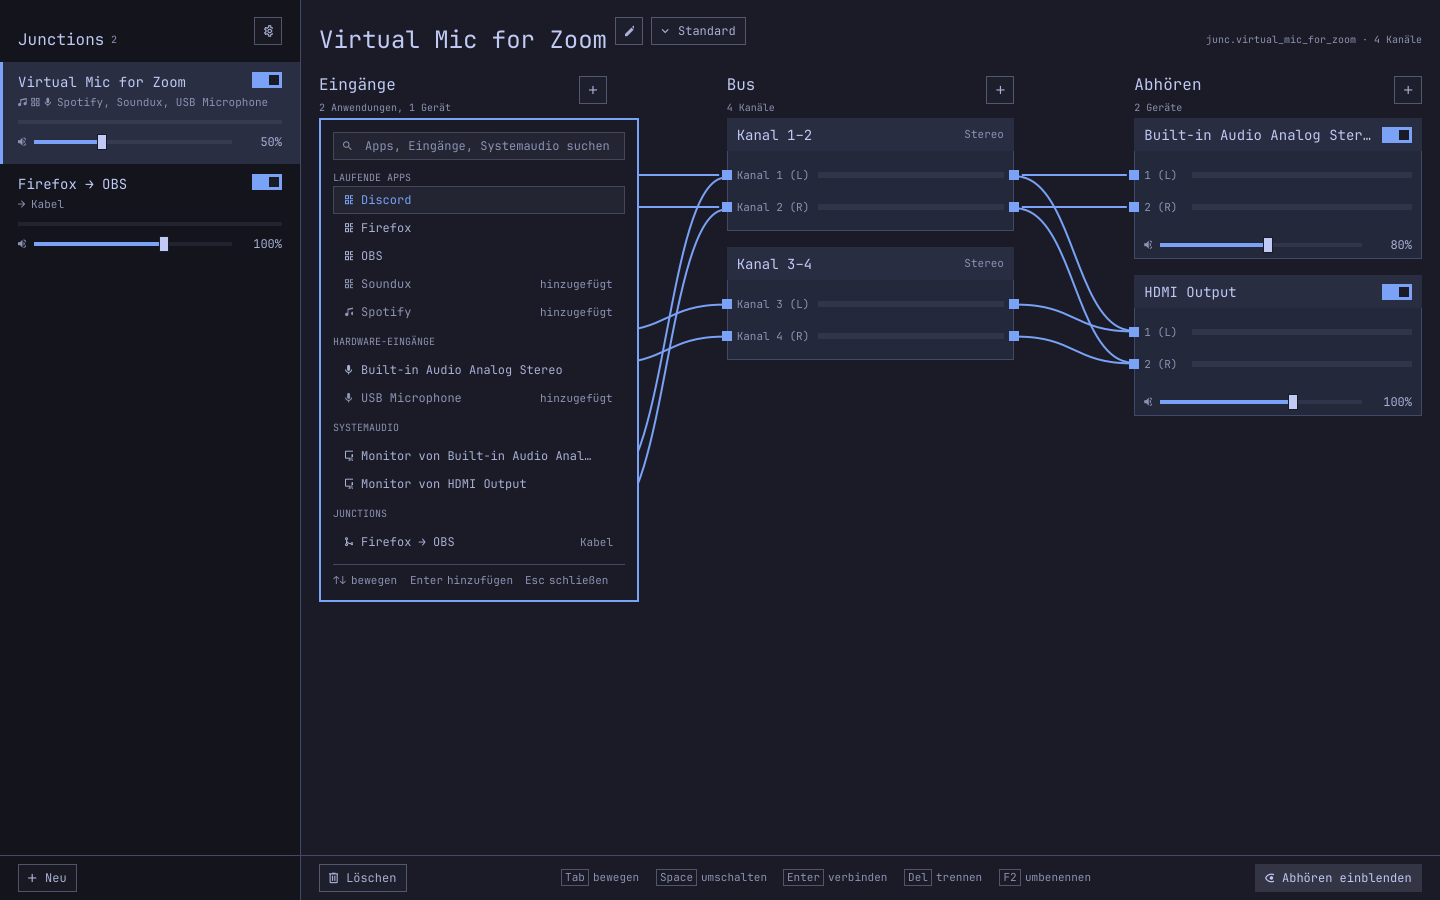 Junctions 2
Virtual Mic for Zoom
Spotify, Soundux, USB Microphone
50%
Firefox → OBS
→ Kabel
100%
+ Neu
Virtual Mic for Zoom
Standard
junc.virtual_mic_for_zoom · 4 Kanäle
Eingänge
2 Anwendungen, 1 Gerät
Apps, Eingänge, Systemaudio suchen
LAUFENDE APPS
Discord
Firefox
OBS
Soundux hinzugefügt
Spotify hinzugefügt
HARDWARE-EINGÄNGE
Built-in Audio Analog Stereo
USB Microphone hinzugefügt
SYSTEMAUDIO
Monitor von Built-in Audio Anal…
Monitor von HDMI Output
JUNCTIONS
Firefox → OBS Kabel
↑↓ bewegen Enter hinzufügen Esc schließen
Bus
4 Kanäle
Kanal 1–2 Stereo
Kanal 1 (L)
Kanal 2 (R)
Kanal 3–4 Stereo
Kanal 3 (L)
Kanal 4 (R)
Abhören
2 Geräte
Built-in Audio Analog Ster…
1 (L)
2 (R)
80%
HDMI Output
1 (L)
2 (R)
100%
Löschen
Tab bewegen Space umschalten Enter verbinden Del trennen F2 umbenennen
Abhören einblenden